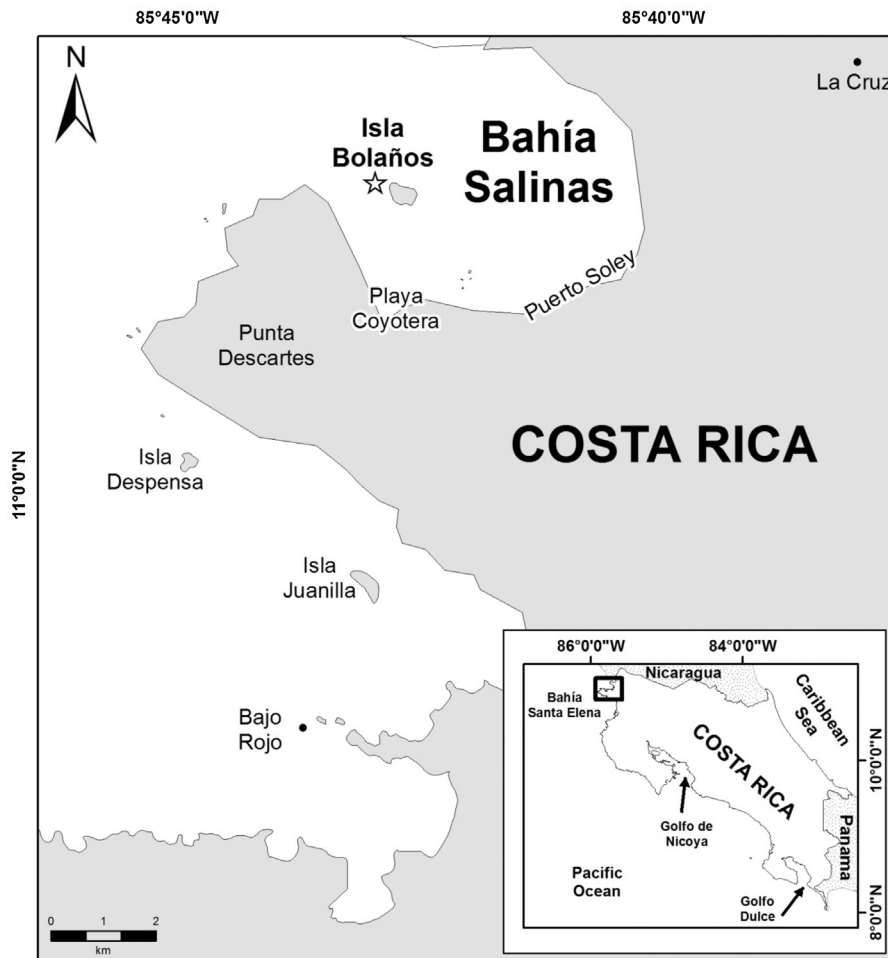 85°45'0"W
85°40'0"W
N
La Cruz
Isla
Bolaños
Bahía
Salinas
Puerto Soley
Playa
Coyotera
Punta
Descartes
COSTA RICA
11°0'0"N
Isla
Despensa
Isla
Juanilla
Bajo
Rojo
0 1 2
km
86°0'0"W
84°0'0"W
Nicaragua
Bahía
Santa Elena
Caribbean
Sea
COSTA RICA
10°0'0"N
Golfo de
Nicoya
Panama
Pacific
Ocean
Golfo
Dulce
8°0'0"N